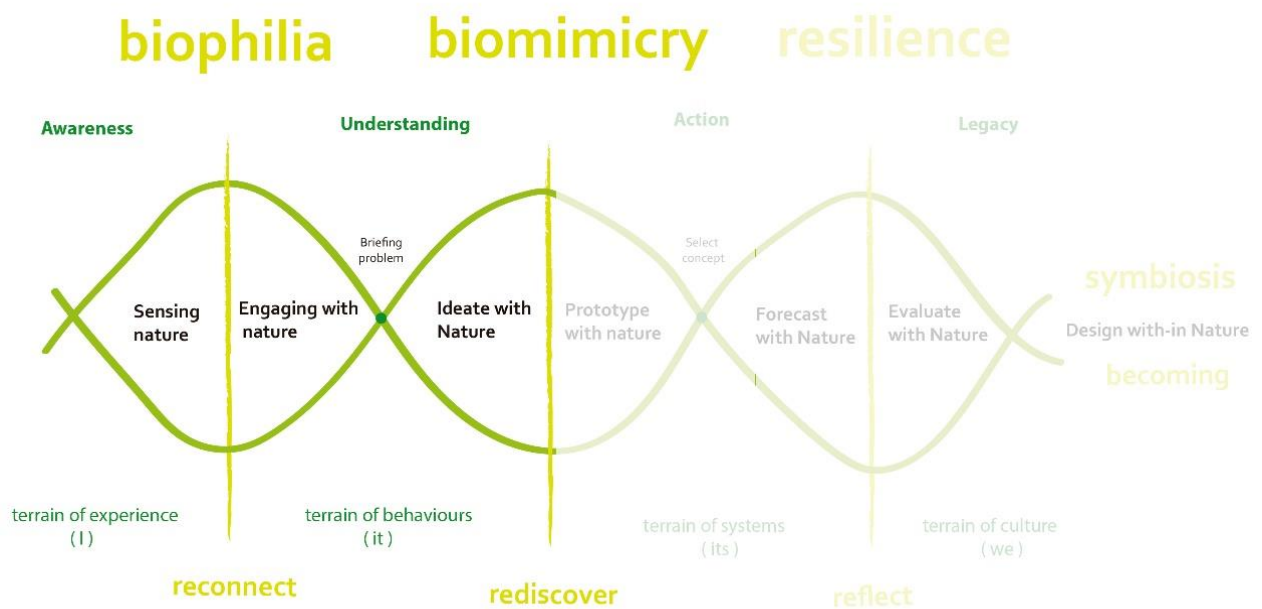 biophilia biomimicry resilience
Awareness Understanding Action Legacy
Briefing
problem
Select
concept
Sensing
nature
Engaging with
nature
Ideate with
Nature
Prototype
with nature
Forecast
with Nature
Evaluate
with Nature
symbiosis
Design with-in Nature
becoming
terrain of experience
( I )
terrain of behaviours
( it )
terrain of systems
( its )
terrain of culture
( we )
reconnect rediscover reflect